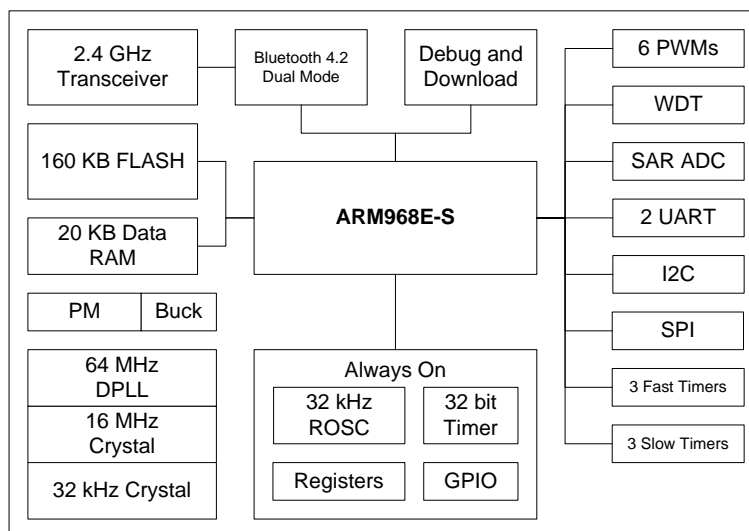 2.4 GHz
Transceiver
Bluetooth 4.2
Dual Mode
Debug and
Download
6 PWMs
WDT
160 KB FLASH
SAR ADC
ARM968E-S
2 UART
20 KB Data
RAM
I2C
PM
Buck
SPI
64 MHz
DPLL
Always On
3 Fast Timers
16 MHz
Crystal
32 kHz
ROSC
32 bit
Timer
3 Slow Timers
32 kHz Crystal
Registers
GPIO